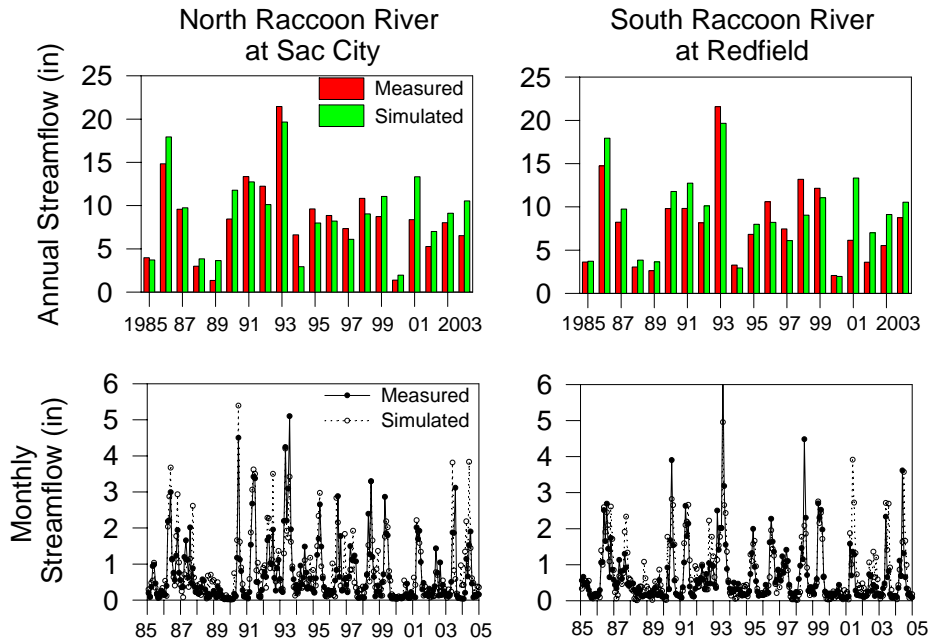 North Raccoon River
at Sac City
South Raccoon River
at Redfield
Annual Streamflow (in)
25
20
15
10
5
0
Measured
Simulated
1985 87 89 91 93 95 97 99 01 2003
25
20
15
10
5
0
1985 87 89 91 93 95 97 99 01 2003
Monthly
Streamflow (in)
6
5
4
3
2
1
0
Measured
Simulated
85 87 89 91 93 95 97 99 01 03 05
6
5
4
3
2
1
0
85 87 89 91 93 95 97 99 01 03 05